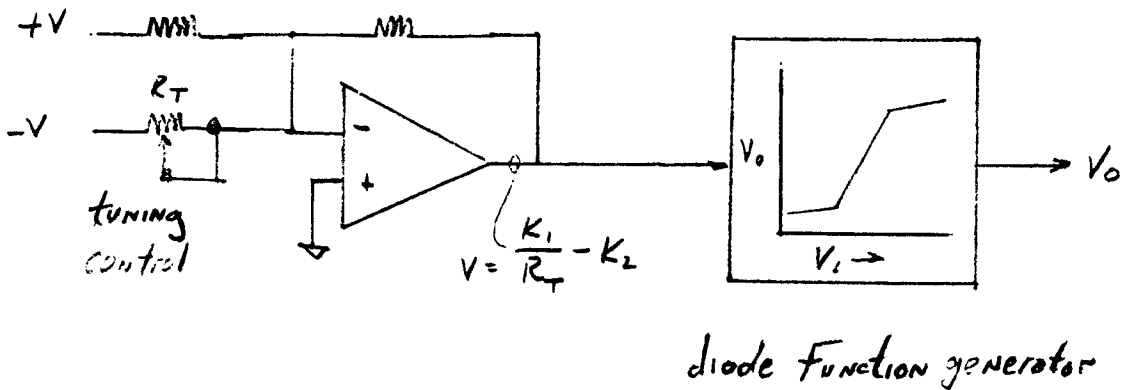 +V
R_T
-V
-
+
tuning
control
V = K_1/R_T - K_2
V_o
V_i →
V_o
diode Function generator